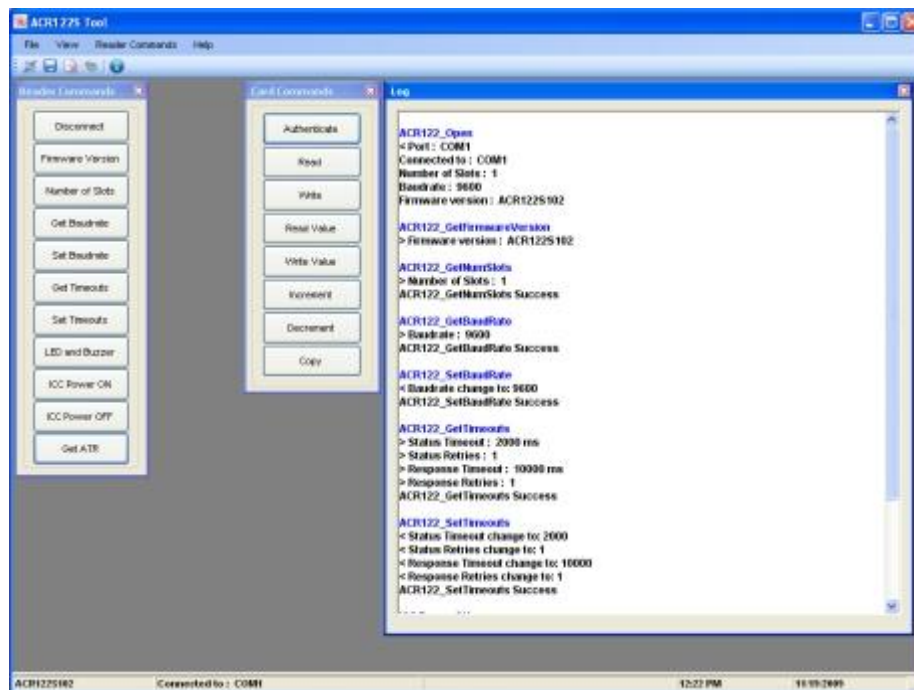 ACR122S Tool
File View Reader Commands Help
Reader Commands
Disconnect
Firmware Version
Number of Slots
Get Baudrate
Set Baudrate
Get Timeouts
Set Timeouts
LED and Buzzer
ICC Power ON
ICC Power OFF
Get ATR
Card Commands
Authenticate
Read
Write
Read Value
Write Value
Increment
Decrement
Copy
Log
ACR122_Open
< Port : COM1
Connected to : COM1
Number of Slots : 1
Baudrate : 9600
Firmware version : ACR122S102
ACR122_GetFirmwareVersion
> Firmware version : ACR122S102
ACR122_GetNumSlots
> Number of Slots : 1
ACR122_GetNumSlots Success
ACR122_GetBaudRate
> Baudrate : 9600
ACR122_GetBaudRate Success
ACR122_SetBaudRate
< Baudrate change to: 9600
ACR122_SetBaudRate Success
ACR122_GetTimeouts
> Status Timeout : 2000 ms
> Status Retries : 1
> Response Timeout : 10000 ms
> Response Retries : 1
ACR122_GetTimeouts Success
ACR122_SetTimeouts
< Status Timeout change to: 2000
< Status Retries change to: 1
< Response Timeout change to: 10000
< Response Retries change to: 1
ACR122_SetTimeouts Success
ACR122S102 Connected to : COM1 12:22 PM